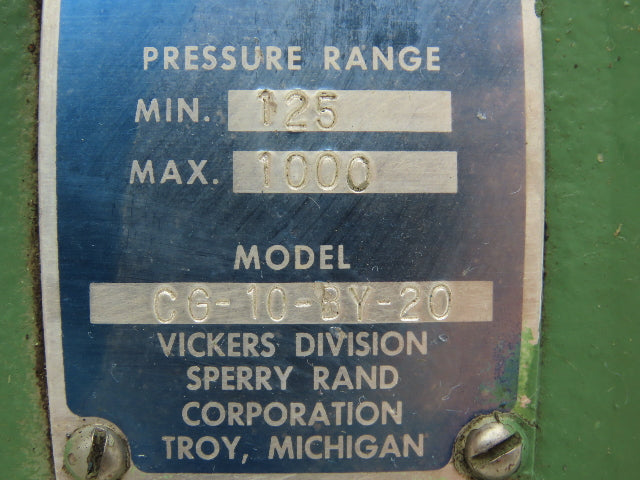 PRESSURE RANGE
MIN. 125
MAX. 1000
MODEL
CG-10-BY-20
VICKERS DIVISION
SPERRY RAND
CORPORATION
TROY, MICHIGAN